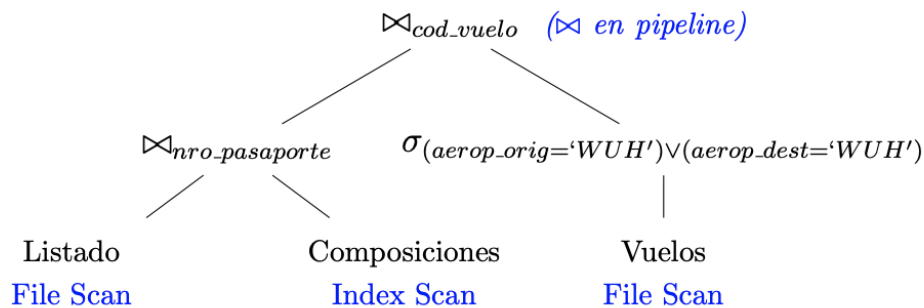 ⋈cod_vuelo (⋈ en pipeline)
⋈nro_pasaporte σ(aerop_orig=‘WUH’)∨(aerop_dest=‘WUH’)
Listado Composiciones Vuelos
File Scan Index Scan File Scan